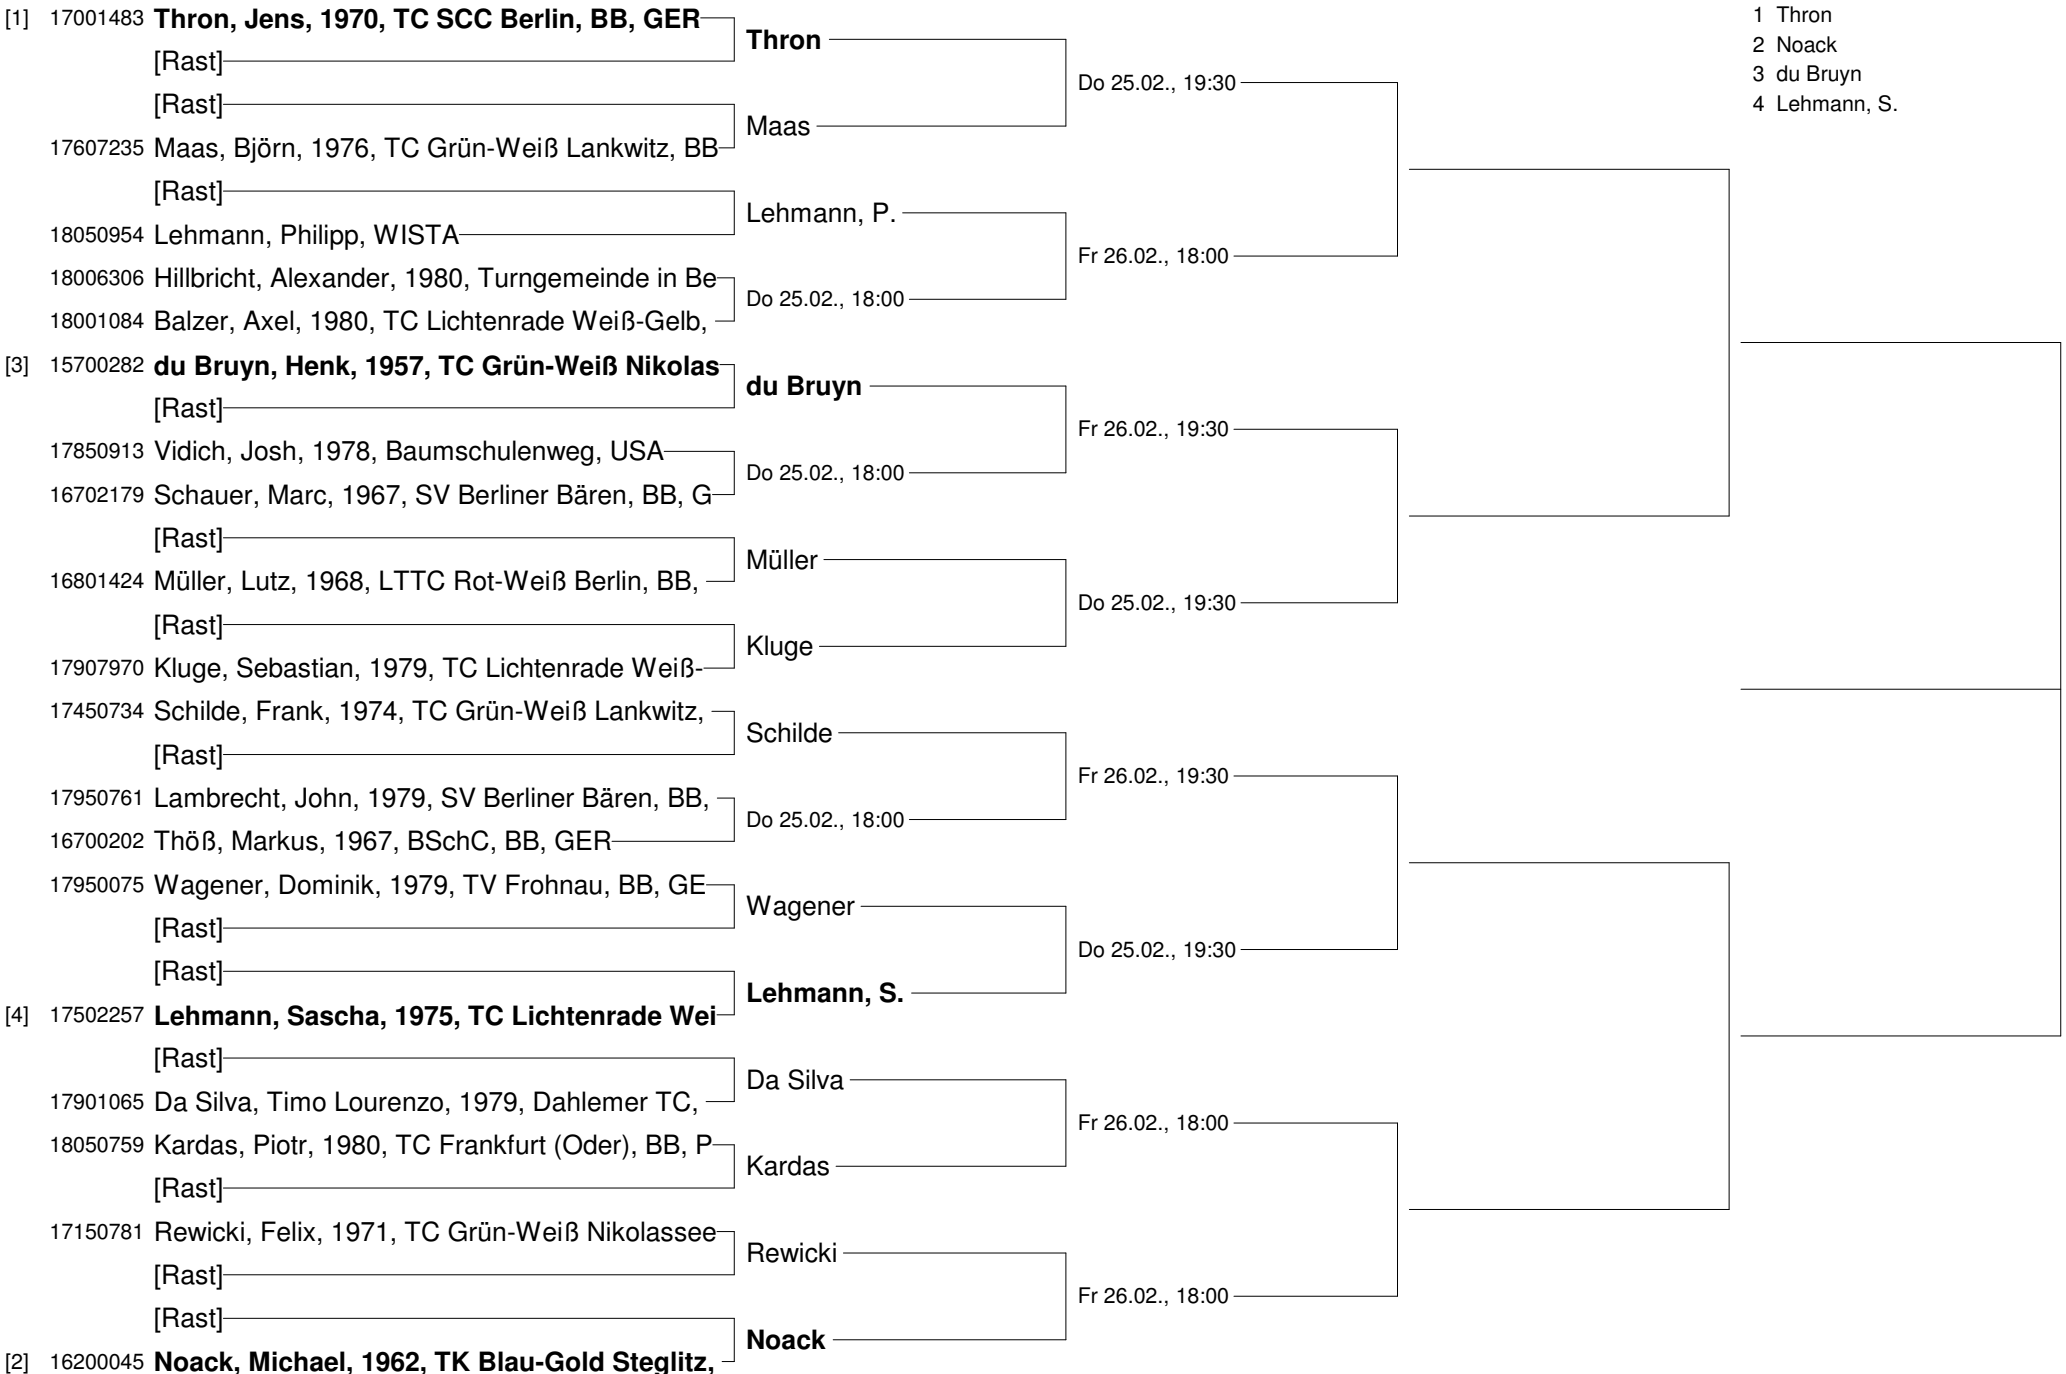 [1] 17001483 Thron, Jens, 1970, TC SCC Berlin, BB, GER
[Rast]
[Rast]
17607235 Maas, Björn, 1976, TC Grün-Weiß Lankwitz, BB
[Rast]
18050954 Lehmann, Philipp, WISTA
18006306 Hillbricht, Alexander, 1980, Turngemeinde in Be
18001084 Balzer, Axel, 1980, TC Lichtenrade Weiß-Gelb,
[3] 15700282 du Bruyn, Henk, 1957, TC Grün-Weiß Nikolas
[Rast]
17850913 Vidich, Josh, 1978, Baumschulenweg, USA
16702179 Schauer, Marc, 1967, SV Berliner Bären, BB, G
[Rast]
16801424 Müller, Lutz, 1968, LTTC Rot-Weiß Berlin, BB,
[Rast]
17907970 Kluge, Sebastian, 1979, TC Lichtenrade Weiß-
17450734 Schilde, Frank, 1974, TC Grün-Weiß Lankwitz,
[Rast]
17950761 Lambrecht, John, 1979, SV Berliner Bären, BB,
16700202 Thöß, Markus, 1967, BSchC, BB, GER
17950075 Wagener, Dominik, 1979, TV Frohnau, BB, GE
[Rast]
[Rast]
[4] 17502257 Lehmann, Sascha, 1975, TC Lichtenrade Wei
[Rast]
17901065 Da Silva, Timo Lourenzo, 1979, Dahlemer TC,
18050759 Kardas, Piotr, 1980, TC Frankfurt (Oder), BB, P
[Rast]
17150781 Rewicki, Felix, 1971, TC Grün-Weiß Nikolassee
[Rast]
[Rast]
[2] 16200045 Noack, Michael, 1962, TK Blau-Gold Steglitz,
Thron
Maas
Lehmann, P.
Do 25.02., 18:00
du Bruyn
Do 25.02., 18:00
Müller
Kluge
Schilde
Do 25.02., 18:00
Wagener
Lehmann, S.
Da Silva
Kardas
Rewicki
Noack
Do 25.02., 19:30
Fr 26.02., 18:00
Fr 26.02., 19:30
Do 25.02., 19:30
Fr 26.02., 19:30
Do 25.02., 19:30
Fr 26.02., 18:00
Fr 26.02., 18:00
1 Thron
2 Noack
3 du Bruyn
4 Lehmann, S.